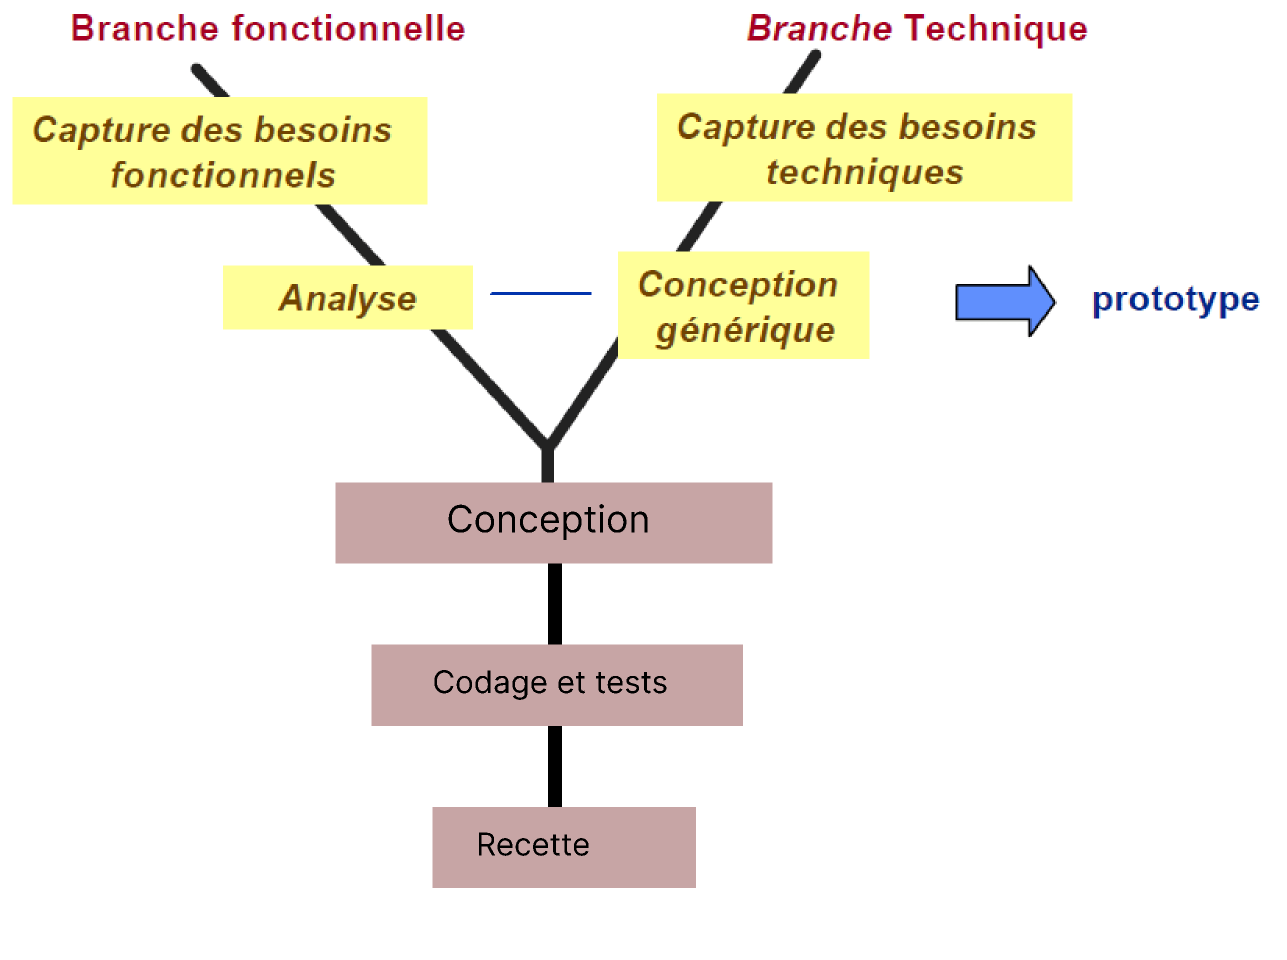 Branche fonctionnelle
Branche Technique
Capture des besoins
fonctionnels
Capture des besoins
techniques
Analyse
Conception
générique
prototype
Conception
Codage et tests
Recette